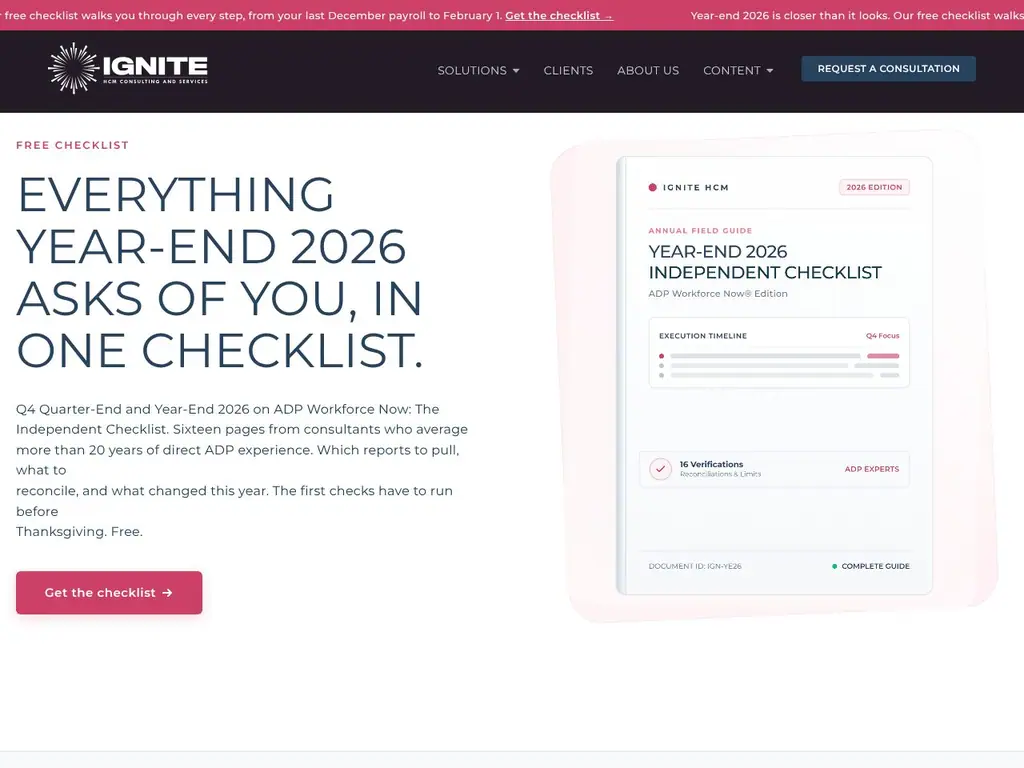 free checklist walks you through every step, from your last December payroll to February 1. Get the checklist → Year-end 2026 is closer than it looks. Our free checklist walks
IGNITE
HCM CONSULTING AND SERVICES
SOLUTIONS CLIENTS ABOUT US CONTENT REQUEST A CONSULTATION
FREE CHECKLIST
EVERYTHING
YEAR-END 2026
ASKS OF YOU, IN
ONE CHECKLIST.
Q4 Quarter-End and Year-End 2026 on ADP Workforce Now: The
Independent Checklist. Sixteen pages from consultants who average
more than 20 years of direct ADP experience. Which reports to pull,
what to
reconcile, and what changed this year. The first checks have to run
before
Thanksgiving. Free.
Get the checklist →
IGNITE HCM
2026 EDITION
ANNUAL FIELD GUIDE
YEAR-END 2026
INDEPENDENT CHECKLIST
ADP Workforce Now® Edition
EXECUTION TIMELINE Q4 Focus
16 Verifications
Reconciliations & Limits
ADP EXPERTS
DOCUMENT ID: IGN-YE26 COMPLETE GUIDE